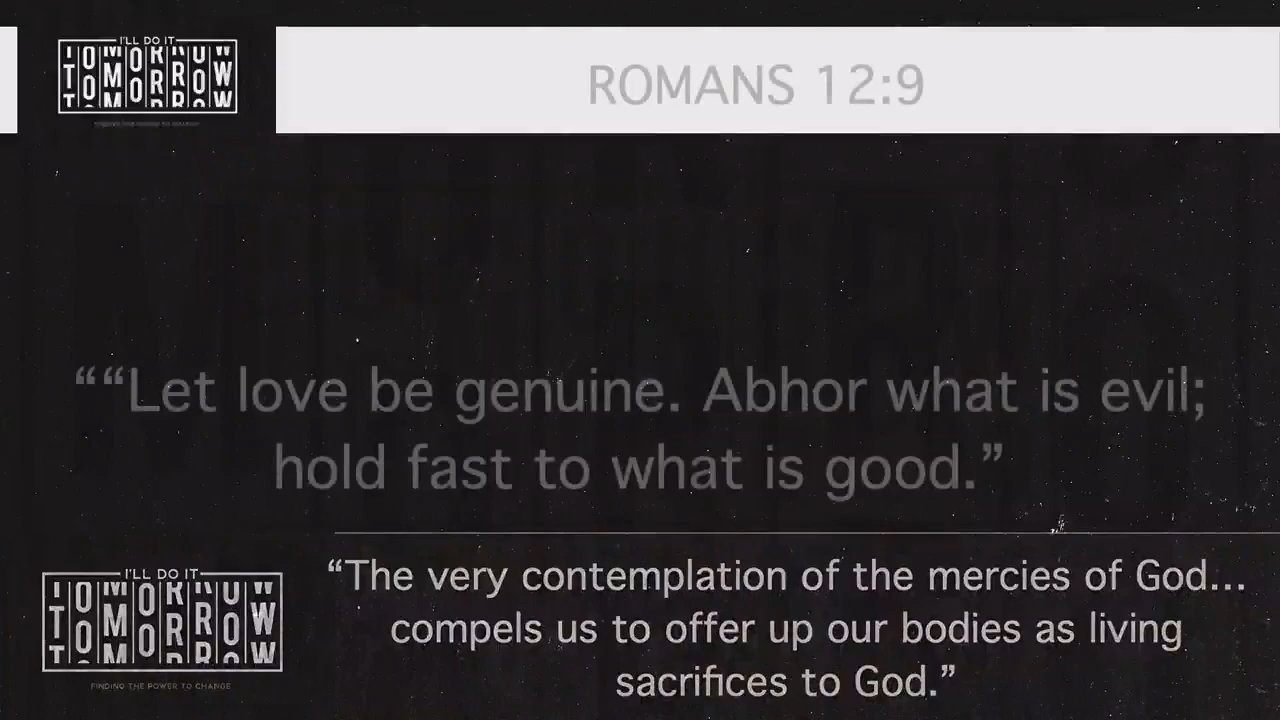 I'LL DO IT
TOMORROW
ROMANS 12:9
““Let love be genuine. Abhor what is evil;
hold fast to what is good.”
“The very contemplation of the mercies of God...
compels us to offer up our bodies as living
sacrifices to God.”
I'LL DO IT
TOMORROW
FINDING THE POWER TO CHANGE